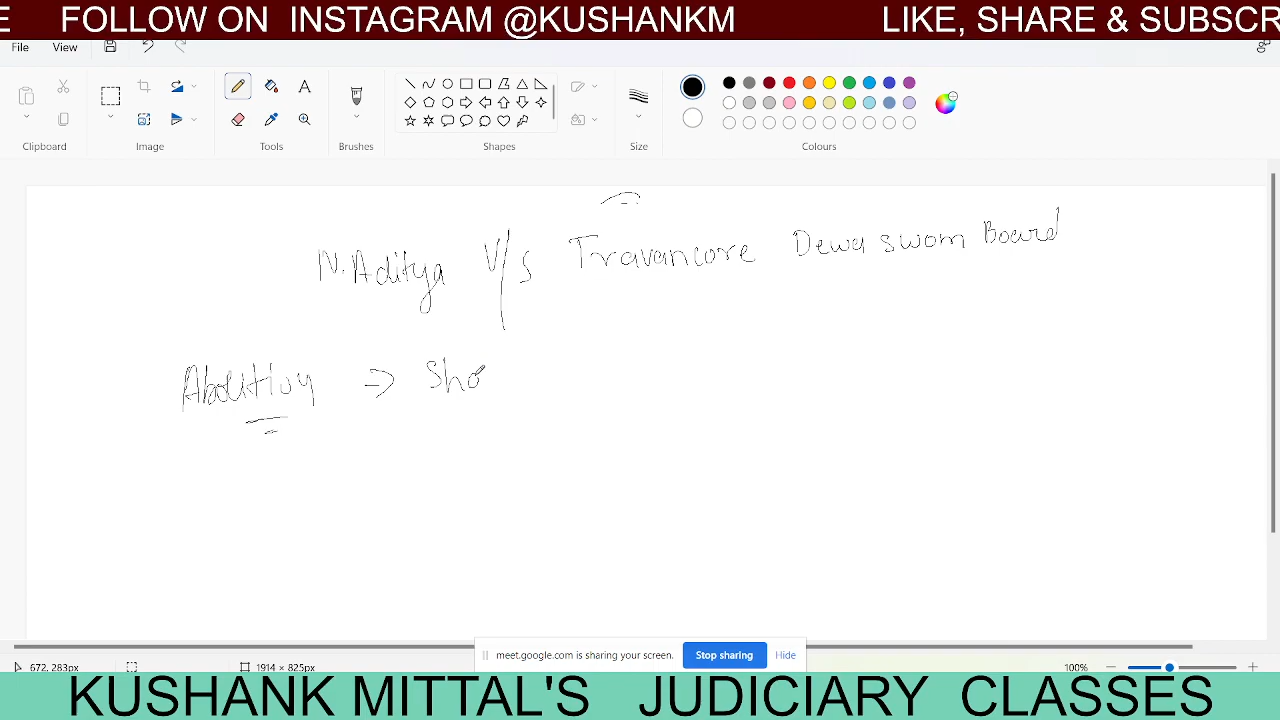 E FOLLOW ON INSTAGRAM @KUSHANKM LIKE, SHARE & SUBSCR
File View
Clipboard Image Tools Brushes Shapes Size Colours
N. Aditya V/s Travancore Dewaswom Board
Abolition => Sho
meet.google.com is sharing your screen. Stop sharing Hide
672, 283px 1914 × 825px 100%
KUSHANK MITTAL'S JUDICIARY CLASSES